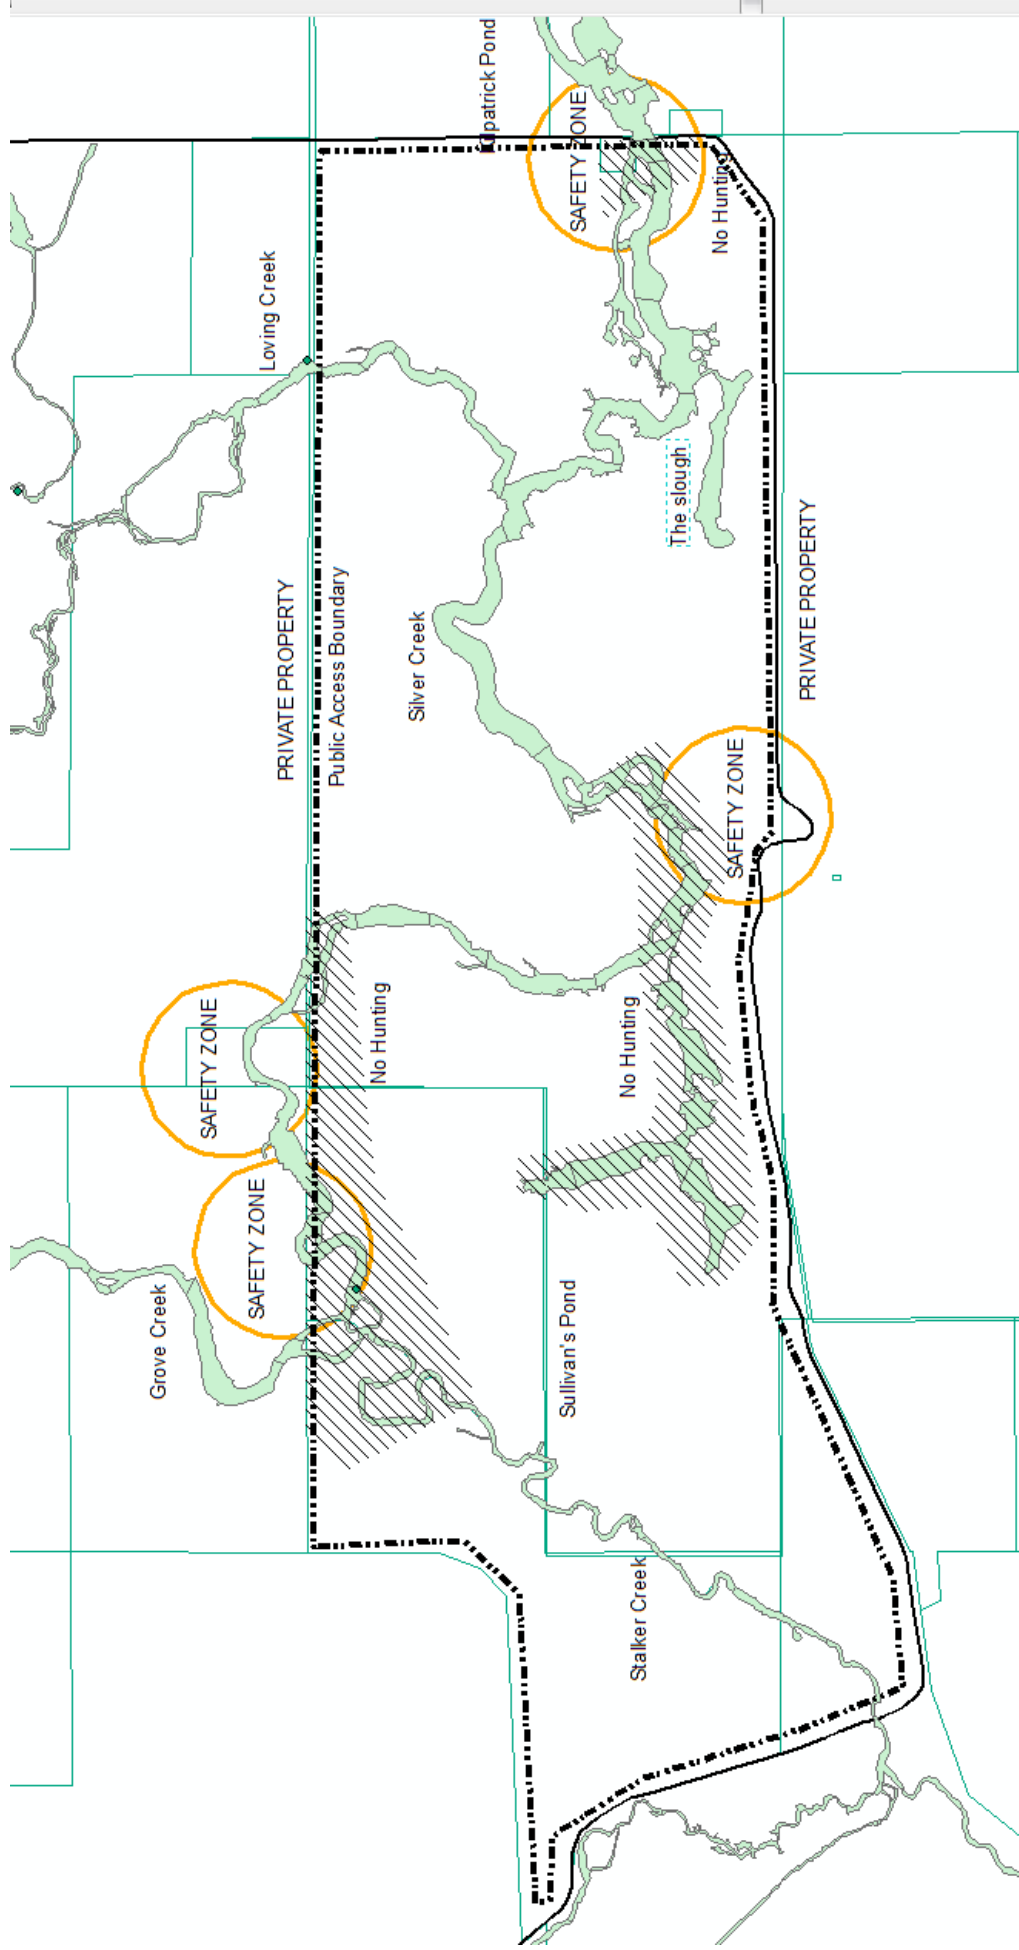 Grove Creek
SAFETY ZONE
SAFETY ZONE
Loving Creek
PRIVATE PROPERTY
Public Access Boundary
No Hunting
Silver Creek
Kilpatrick Pond
Sullivan's Pond
SAFETY ZONE
No Hunting
Stalker Creek
The slough
No Hunting
SAFETY ZONE
PRIVATE PROPERTY